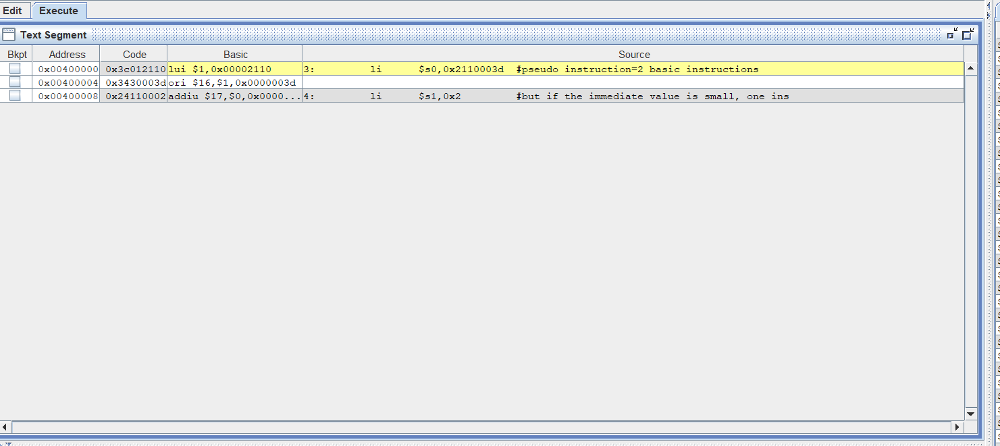 Edit Execute
Text Segment
Bkpt Address Code Basic Source
0x00400000 0x3c012110 lui $1,0x00002110 3: li $s0,0x2110003d #pseudo instruction=2 basic instructions
0x00400004 0x3430003d ori $16,$1,0x0000003d
0x00400008 0x24110002 addiu $17,$0,0x0000... 4: li $s1,0x2 #but if the immediate value is small, one ins